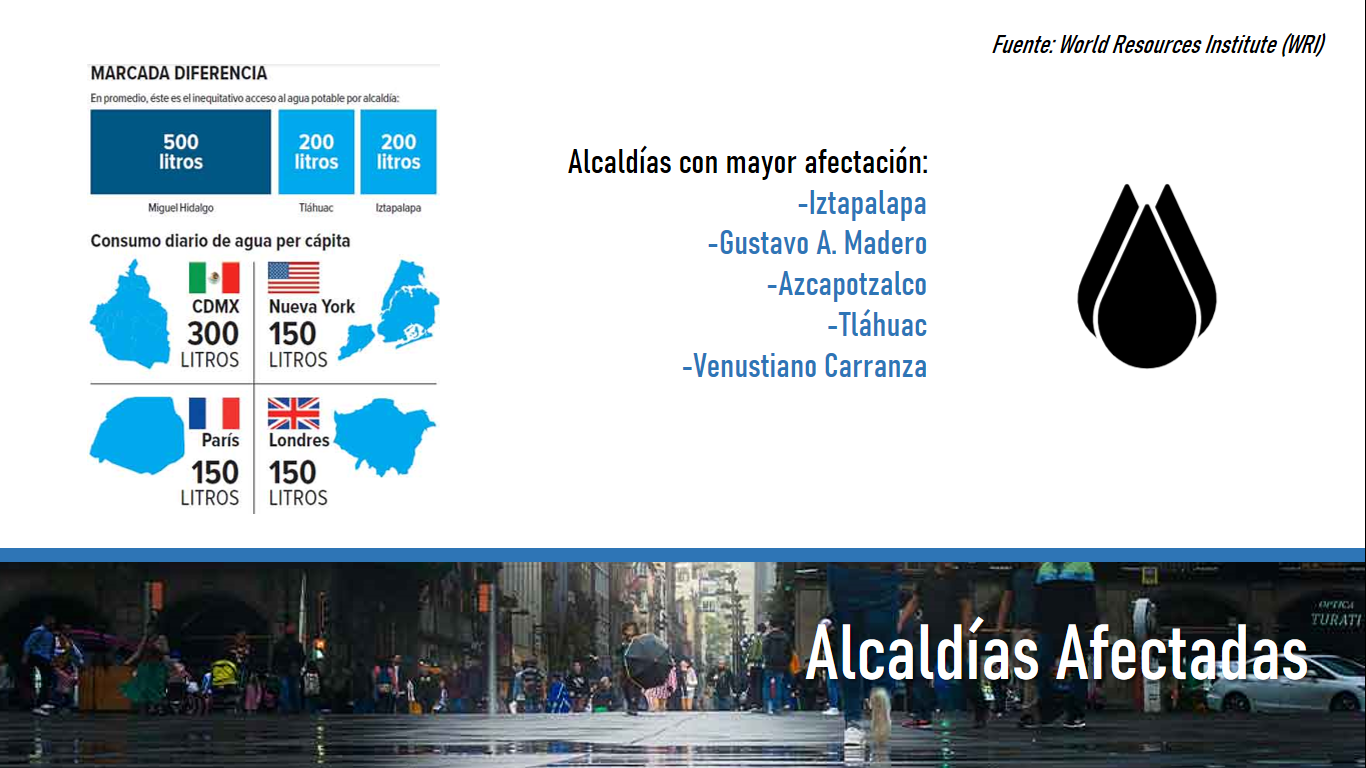 Fuente: World Resources Institute (WRI)
MARCADA DIFERENCIA
En promedio, éste es el inequitativo acceso al agua potable por alcaldía:
500
litros
200
litros
200
litros
Miguel Hidalgo
Tláhuac
Iztapalapa
Consumo diario de agua per cápita
CDMX
300
LITROS
Nueva York
150
LITROS
París
150
LITROS
Londres
150
LITROS
Alcaldías con mayor afectación:
-Iztapalapa
-Gustavo A. Madero
-Azcapotzalco
-Tláhuac
-Venustiano Carranza
OPTICA
TURATI
Alcaldías Afectadas